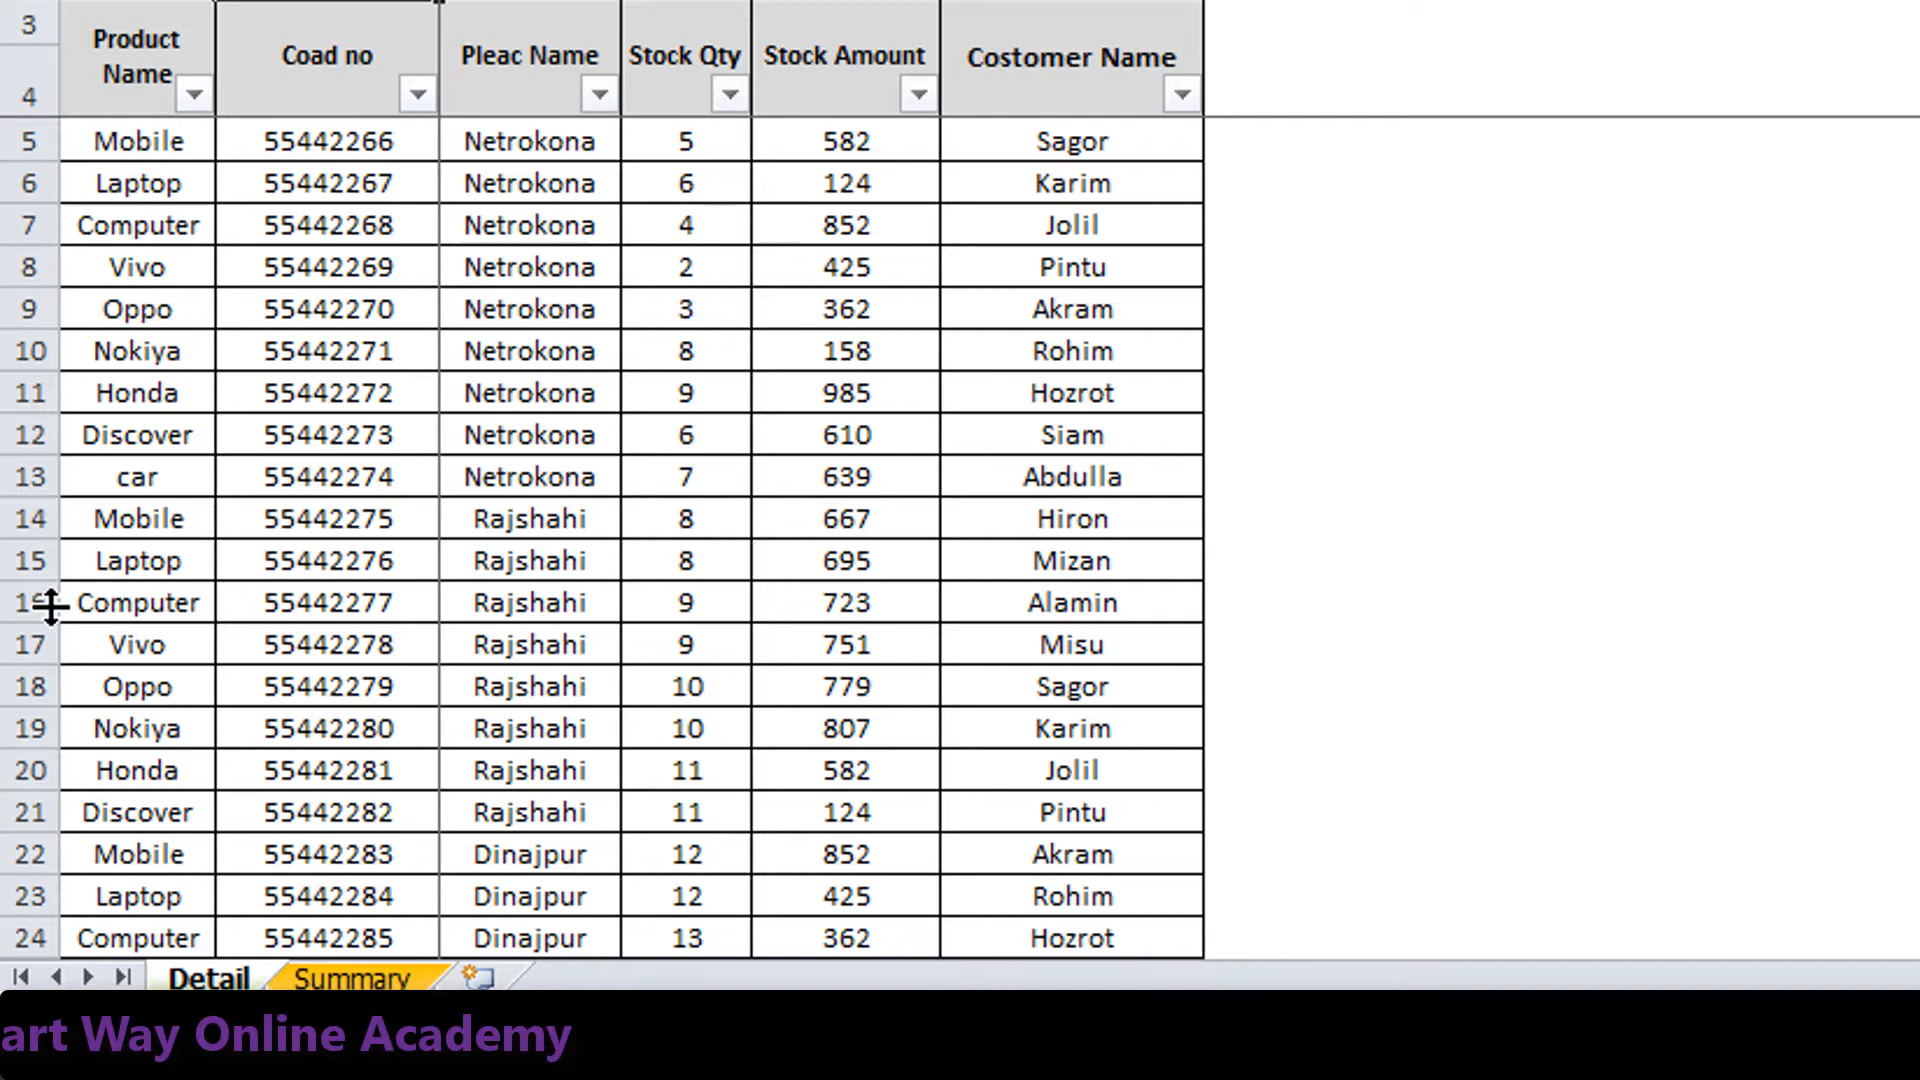 3 Product Name Coad no Pleac Name Stock Qty Stock Amount Costomer Name
4
5 Mobile 55442266 Netrokona 5 582 Sagor
6 Laptop 55442267 Netrokona 6 124 Karim
7 Computer 55442268 Netrokona 4 852 Jolil
8 Vivo 55442269 Netrokona 2 425 Pintu
9 Oppo 55442270 Netrokona 3 362 Akram
10 Nokiya 55442271 Netrokona 8 158 Rohim
11 Honda 55442272 Netrokona 9 985 Hozrot
12 Discover 55442273 Netrokona 6 610 Siam
13 car 55442274 Netrokona 7 639 Abdulla
14 Mobile 55442275 Rajshahi 8 667 Hiron
15 Laptop 55442276 Rajshahi 8 695 Mizan
16 Computer 55442277 Rajshahi 9 723 Alamin
17 Vivo 55442278 Rajshahi 9 751 Misu
18 Oppo 55442279 Rajshahi 10 779 Sagor
19 Nokiya 55442280 Rajshahi 10 807 Karim
20 Honda 55442281 Rajshahi 11 582 Jolil
21 Discover 55442282 Rajshahi 11 124 Pintu
22 Mobile 55442283 Dinajpur 12 852 Akram
23 Laptop 55442284 Dinajpur 12 425 Rohim
24 Computer 55442285 Dinajpur 13 362 Hozrot
Detail Summary
art Way Online Academy